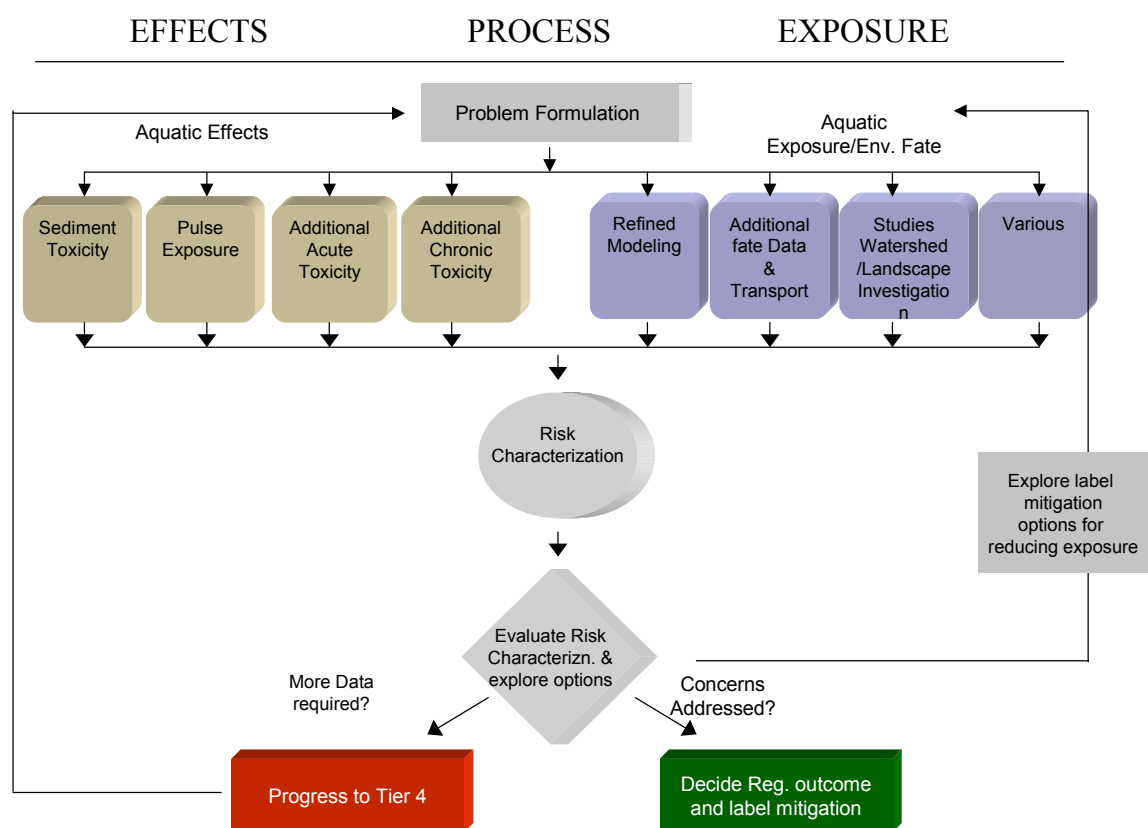 EFFECTS PROCESS EXPOSURE
Problem Formulation
Aquatic Effects
Aquatic
Exposure/Env. Fate
Sediment
Toxicity
Pulse
Exposure
Additional
Acute
Toxicity
Additional
Chronic
Toxicity
Refined
Modeling
Additional
fate Data
&
Transport
Studies
Watershed
/Landscape
Investigatio
n
Various
Risk
Characterization
Explore label
mitigation
options for
reducing exposure
Evaluate Risk
Characterizn. &
explore options
More Data
required?
Concerns
Addressed?
Progress to Tier 4
Decide Reg. outcome
and label mitigation